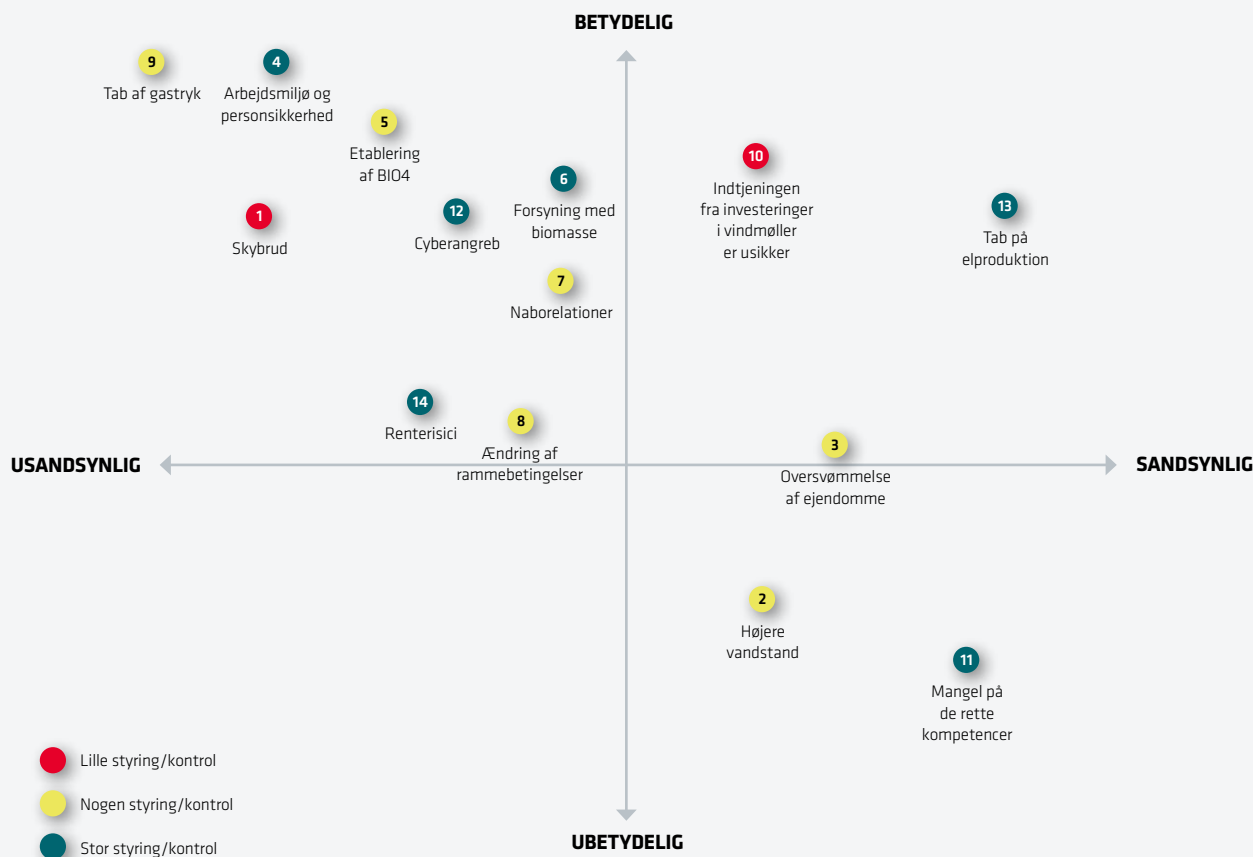 BETYDELIG
9
Tab af gastryk
4
Arbejdsmiljø og
personsikkerhed
5
Etablering
af BIO4
10
Indtjeningen
fra investeringer
i vindmøller
er usikker
6
Forsyning med
biomasse
13
Tab på
elproduktion
1
Skybrud
12
Cyberangreb
7
Naborelationer
14
Renterisici
8
Ændring af
rammebetingelser
3
Oversvømmelse
af ejendomme
USANDSYNLIG
SANDSYNLIG
2
Højere
vandstand
11
Mangel på
de rette
kompetencer
Lille styring/kontrol
Nogen styring/kontrol
Stor styring/kontrol
UBETYDELIG